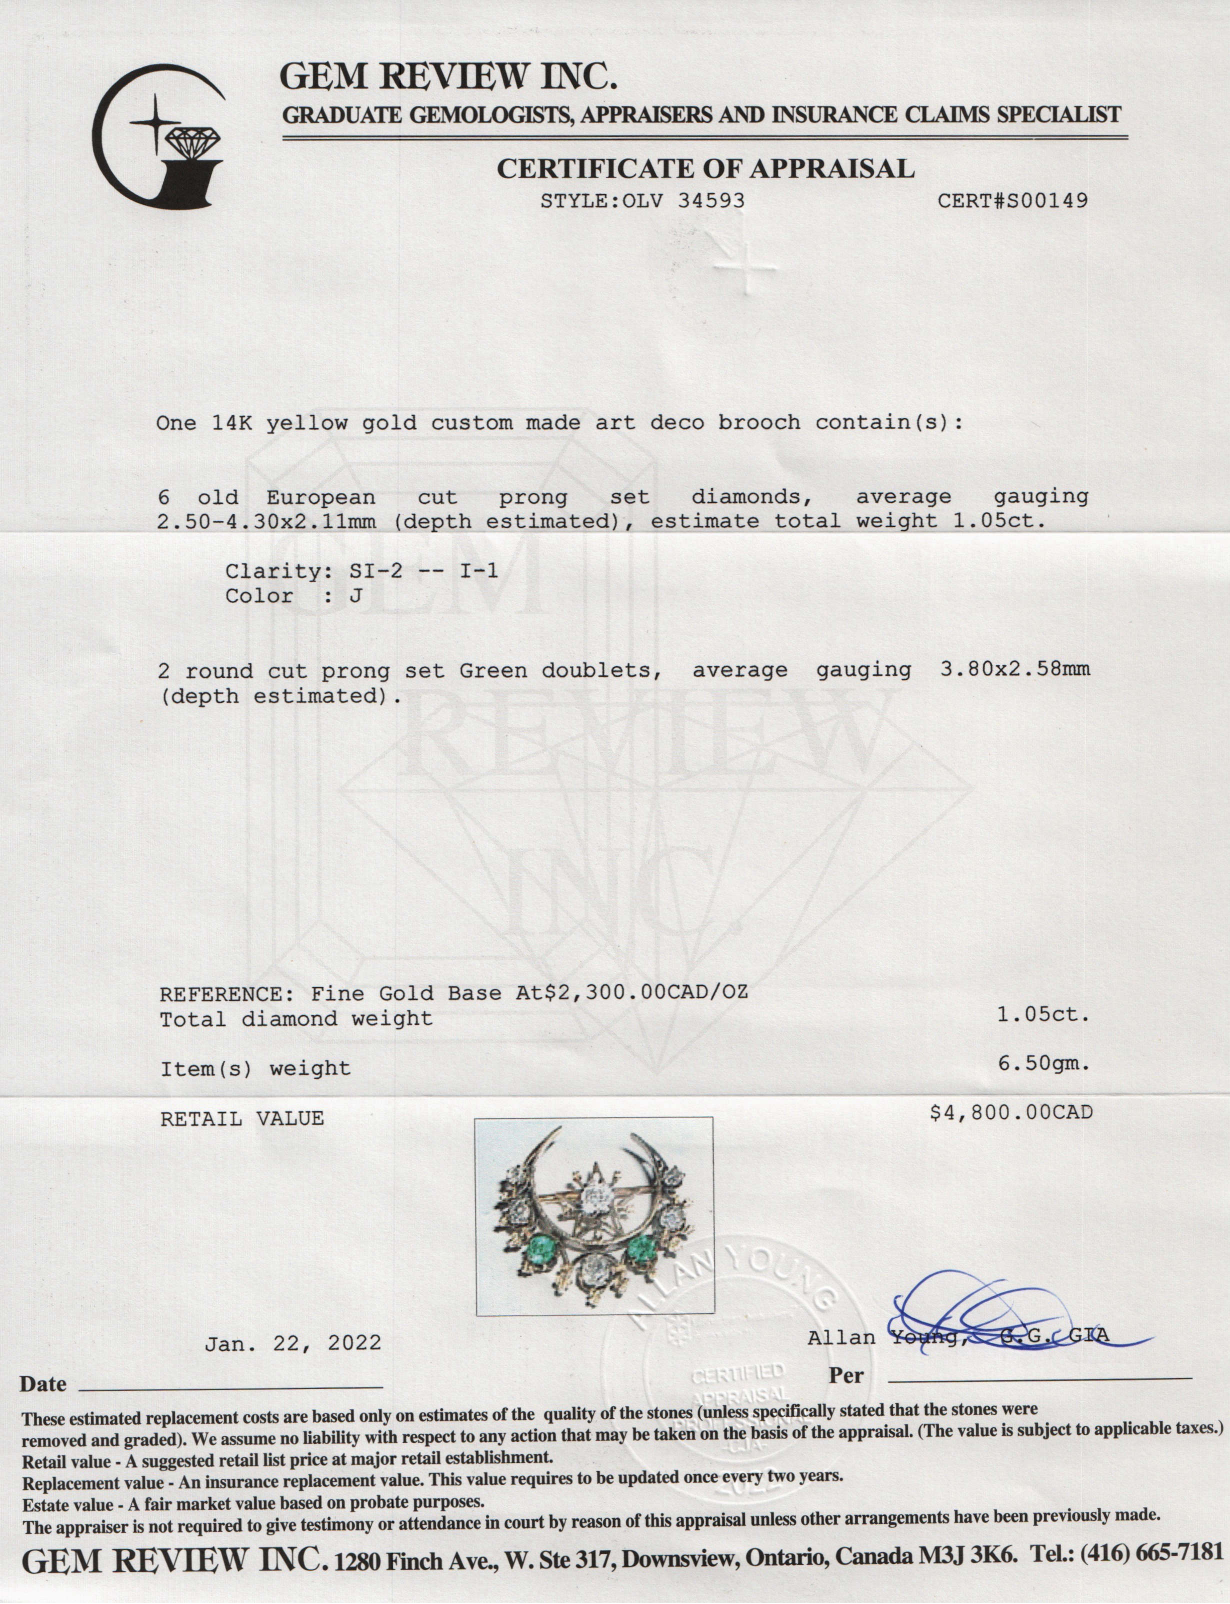 GEM REVIEW INC.
GRADUATE GEMOLOGISTS, APPRAISERS AND INSURANCE CLAIMS SPECIALIST
CERTIFICATE OF APPRAISAL
STYLE:OLV 34593 CERT#S00149
One 14K yellow gold custom made art deco brooch contain(s):
6 old European cut prong set diamonds, average gauging
2.50-4.30x2.11mm (depth estimated), estimate total weight 1.05ct.
Clarity: SI-2 -- I-1
Color : J
GEM
2 round cut prong set Green doublets, average gauging 3.80x2.58mm
(depth estimated).
REVIEW
INC.
REFERENCE: Fine Gold Base At$2,300.00CAD/OZ
Total diamond weight 1.05ct.
Item(s) weight 6.50gm.
RETAIL VALUE $4,800.00CAD
ALLAN YOUNG
CERTIFIED
APPRAISAL
PROFESSIONAL
-CJA-
2022
Jan. 22, 2022 Allan Young, G.G. GIA
Date Per
These estimated replacement costs are based only on estimates of the quality of the stones (unless specifically stated that the stones were
removed and graded). We assume no liability with respect to any action that may be taken on the basis of the appraisal. (The value is subject to applicable taxes.)
Retail value - A suggested retail list price at major retail establishment.
Replacement value - An insurance replacement value. This value requires to be updated once every two years.
Estate value - A fair market value based on probate purposes.
The appraiser is not required to give testimony or attendance in court by reason of this appraisal unless other arrangements have been previously made.
GEM REVIEW INC. 1280 Finch Ave., W. Ste 317, Downsview, Ontario, Canada M3J 3K6. Tel.: (416) 665-7181